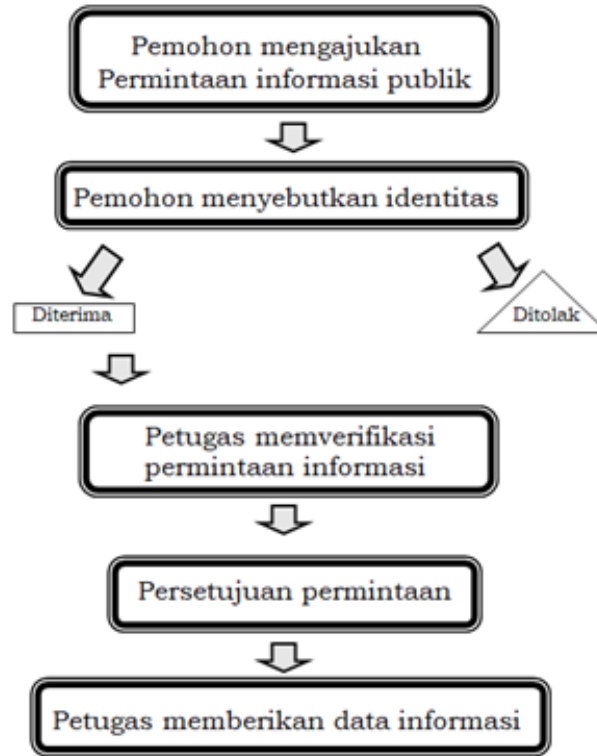 Pemohon mengajukan
Permintaan informasi publik
Pemohon menyebutkan identitas
Diterima
Ditolak
Petugas memverifikasi
permintaan informasi
Persetujuan permintaan
Petugas memberikan data informasi